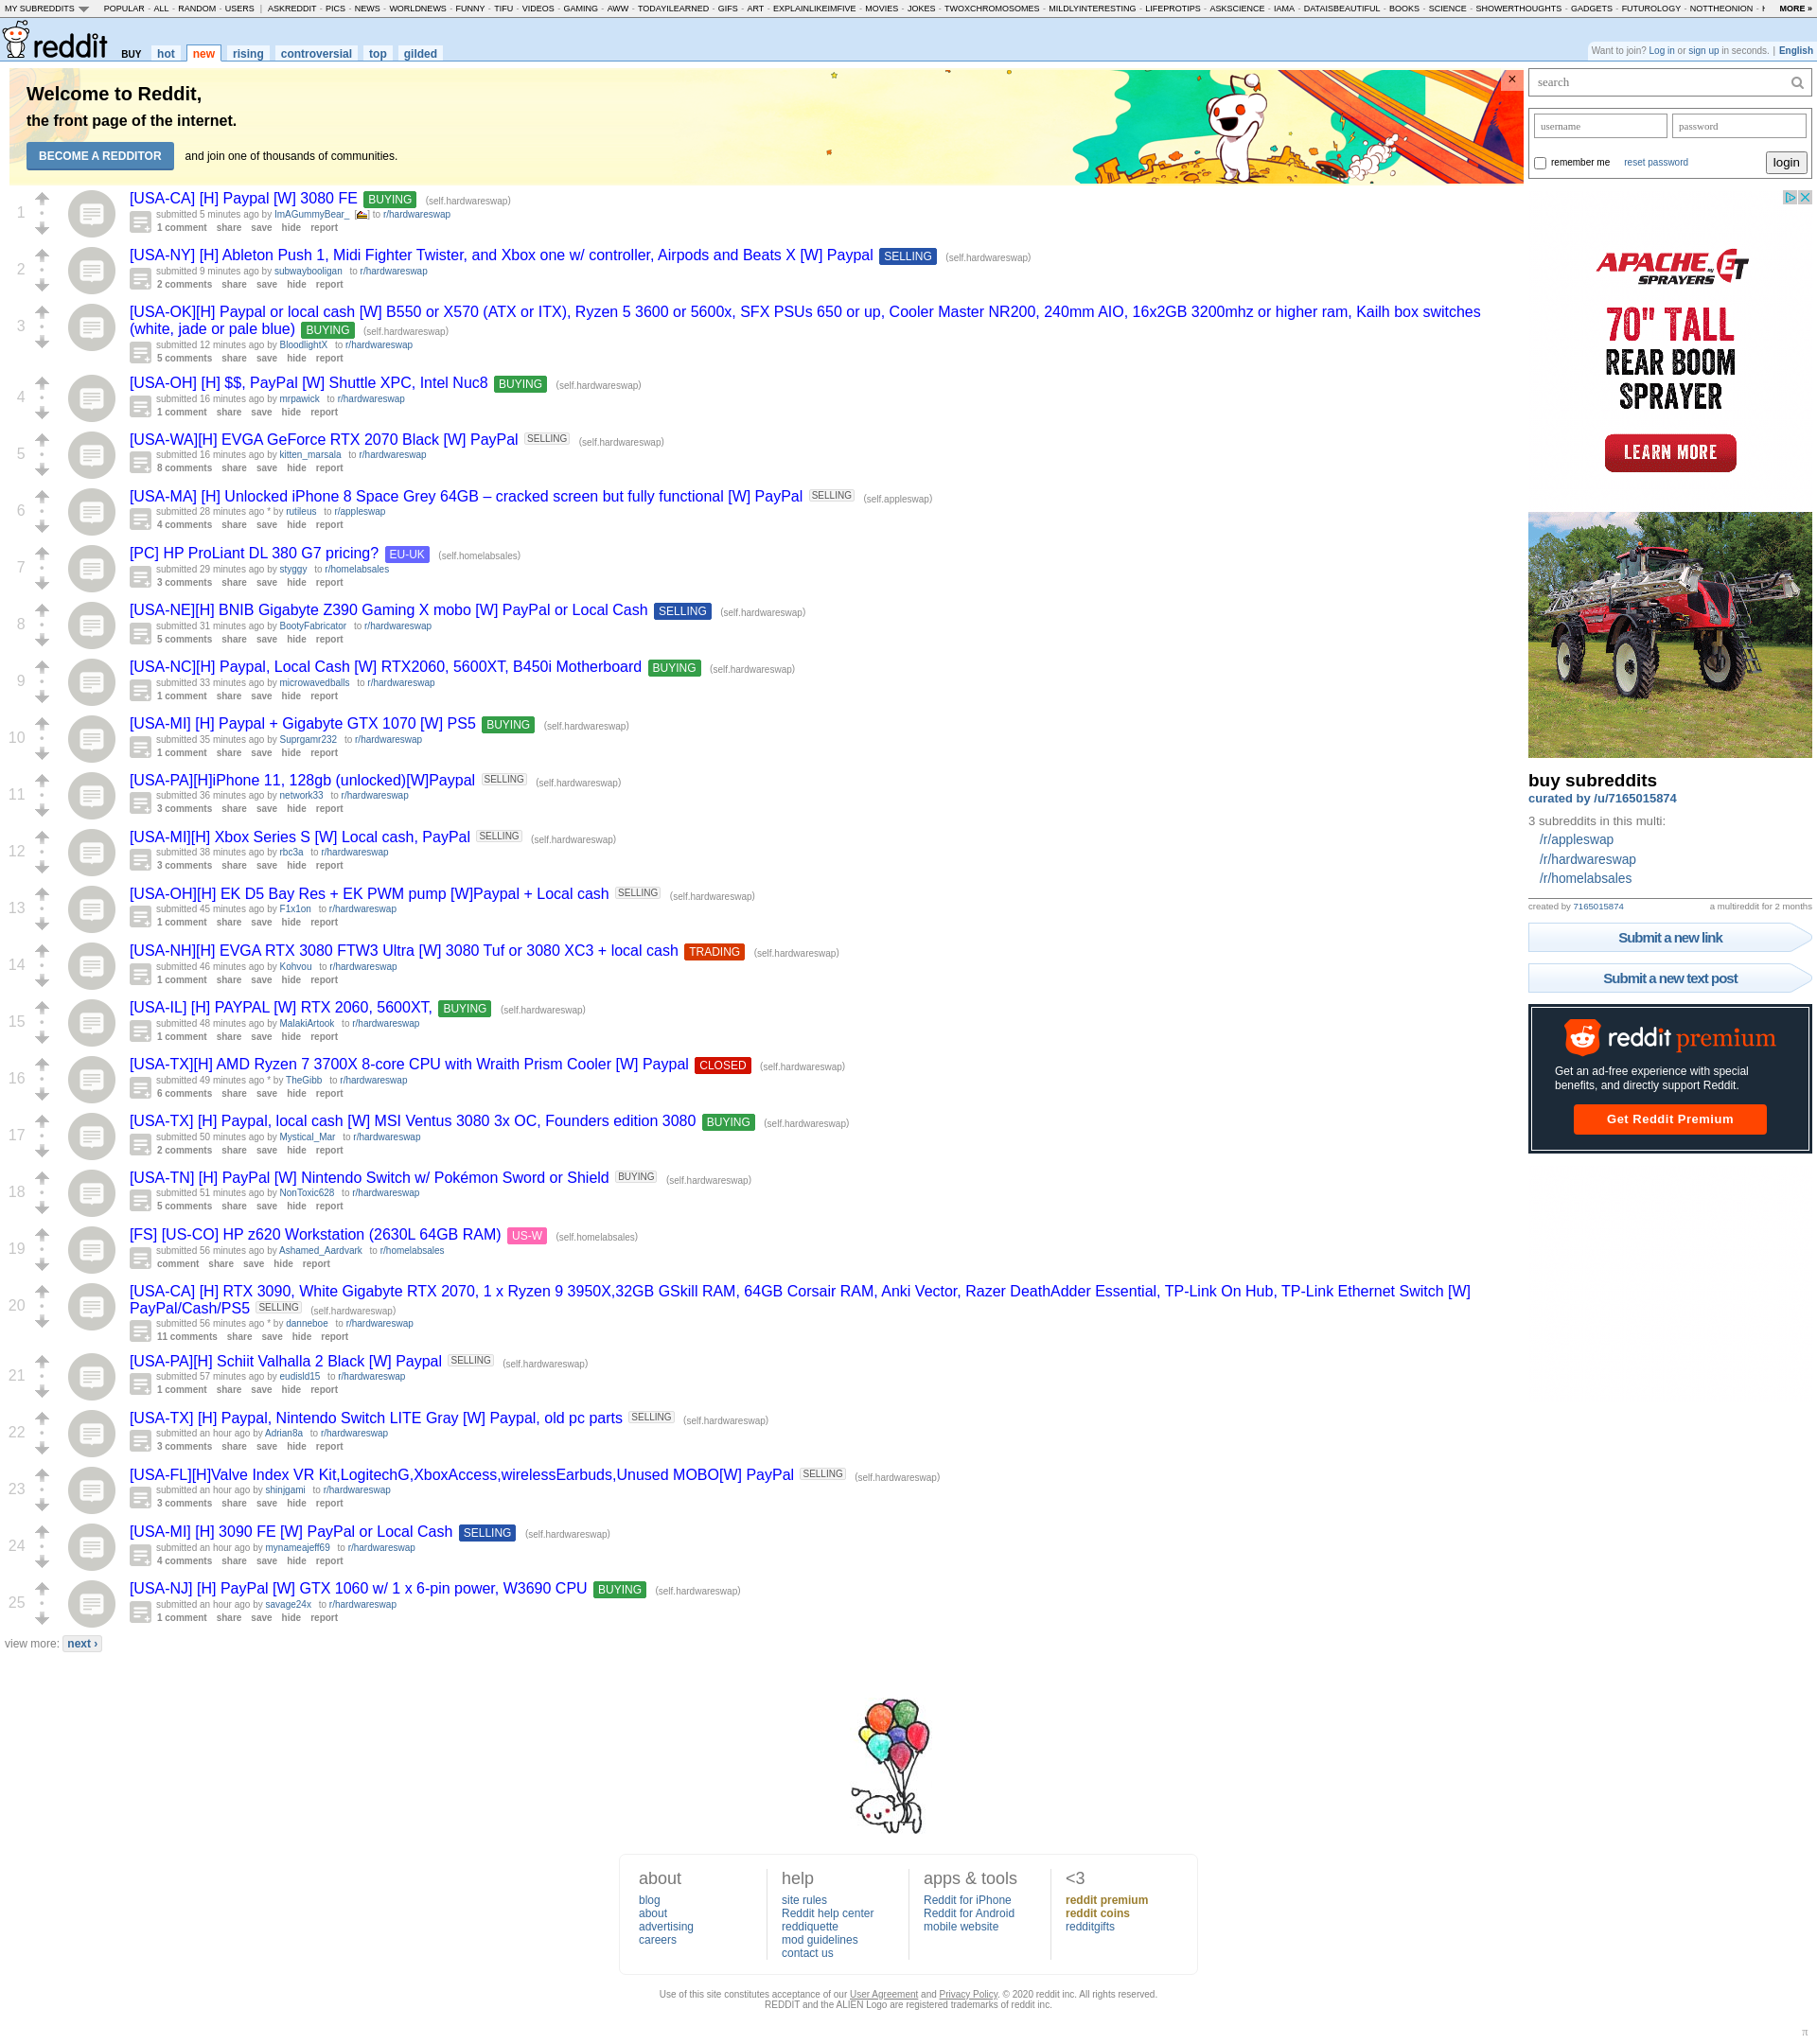 MY SUBREDDITS POPULAR - ALL - RANDOM - USERS | ASKREDDIT - PICS - NEWS - WORLDNEWS - FUNNY - TIFU - VIDEOS - GAMING - AWW - TODAYILEARNED - GIFS - ART - EXPLAINLIKEIMFIVE - MOVIES - JOKES - TWOXCHROMOSOMES - MILDLYINTERESTING - LIFEPROTIPS - ASKSCIENCE - IAMA - DATAISBEAUTIFUL - BOOKS - SCIENCE - SHOWERTHOUGHTS - GADGETS - FUTUROLOGY - NOTTHEONION - MORE »
reddit BUY hot new rising controversial top gilded
Want to join? Log in or sign up in seconds. | English
Welcome to Reddit,
the front page of the internet.
BECOME A REDDITOR and join one of thousands of communities.
×
search
username password
remember me reset password login
1 [USA-CA] [H] Paypal [W] 3080 FE BUYING (self.hardwareswap)
submitted 5 minutes ago by ImAGummyBear_ [] to r/hardwareswap
1 comment share save hide report
2 [USA-NY] [H] Ableton Push 1, Midi Fighter Twister, and Xbox one w/ controller, Airpods and Beats X [W] Paypal SELLING (self.hardwareswap)
submitted 9 minutes ago by subwaybooligan to r/hardwareswap
2 comments share save hide report
3 [USA-OK][H] Paypal or local cash [W] B550 or X570 (ATX or ITX), Ryzen 5 3600 or 5600x, SFX PSUs 650 or up, Cooler Master NR200, 240mm AIO, 16x2GB 3200mhz or higher ram, Kailh box switches
(white, jade or pale blue) BUYING (self.hardwareswap)
submitted 12 minutes ago by BloodlightX to r/hardwareswap
5 comments share save hide report
4 [USA-OH] [H] $$, PayPal [W] Shuttle XPC, Intel Nuc8 BUYING (self.hardwareswap)
submitted 16 minutes ago by mrpawick to r/hardwareswap
1 comment share save hide report
5 [USA-WA][H] EVGA GeForce RTX 2070 Black [W] PayPal SELLING (self.hardwareswap)
submitted 16 minutes ago by kitten_marsala to r/hardwareswap
8 comments share save hide report
6 [USA-MA] [H] Unlocked iPhone 8 Space Grey 64GB – cracked screen but fully functional [W] PayPal SELLING (self.appleswap)
submitted 28 minutes ago * by rutileus to r/appleswap
4 comments share save hide report
7 [PC] HP ProLiant DL 380 G7 pricing? EU-UK (self.homelabsales)
submitted 29 minutes ago by styggy to r/homelabsales
3 comments share save hide report
8 [USA-NE][H] BNIB Gigabyte Z390 Gaming X mobo [W] PayPal or Local Cash SELLING (self.hardwareswap)
submitted 31 minutes ago by BootyFabricator to r/hardwareswap
5 comments share save hide report
9 [USA-NC][H] Paypal, Local Cash [W] RTX2060, 5600XT, B450i Motherboard BUYING (self.hardwareswap)
submitted 33 minutes ago by microwavedballs to r/hardwareswap
1 comment share save hide report
10 [USA-MI] [H] Paypal + Gigabyte GTX 1070 [W] PS5 BUYING (self.hardwareswap)
submitted 35 minutes ago by Suprgamr232 to r/hardwareswap
1 comment share save hide report
11 [USA-PA][H]iPhone 11, 128gb (unlocked)[W]Paypal SELLING (self.hardwareswap)
submitted 36 minutes ago by network33 to r/hardwareswap
3 comments share save hide report
12 [USA-MI][H] Xbox Series S [W] Local cash, PayPal SELLING (self.hardwareswap)
submitted 38 minutes ago by rbc3a to r/hardwareswap
3 comments share save hide report
13 [USA-OH][H] EK D5 Bay Res + EK PWM pump [W]Paypal + Local cash SELLING (self.hardwareswap)
submitted 45 minutes ago by F1x1on to r/hardwareswap
1 comment share save hide report
14 [USA-NH][H] EVGA RTX 3080 FTW3 Ultra [W] 3080 Tuf or 3080 XC3 + local cash TRADING (self.hardwareswap)
submitted 46 minutes ago by Kohvou to r/hardwareswap
1 comment share save hide report
15 [USA-IL] [H] PAYPAL [W] RTX 2060, 5600XT, BUYING (self.hardwareswap)
submitted 48 minutes ago by MalakiArtook to r/hardwareswap
1 comment share save hide report
16 [USA-TX][H] AMD Ryzen 7 3700X 8-core CPU with Wraith Prism Cooler [W] Paypal CLOSED (self.hardwareswap)
submitted 49 minutes ago * by TheGibb to r/hardwareswap
6 comments share save hide report
17 [USA-TX] [H] Paypal, local cash [W] MSI Ventus 3080 3x OC, Founders edition 3080 BUYING (self.hardwareswap)
submitted 50 minutes ago by Mystical_Mar to r/hardwareswap
2 comments share save hide report
18 [USA-TN] [H] PayPal [W] Nintendo Switch w/ Pokémon Sword or Shield BUYING (self.hardwareswap)
submitted 51 minutes ago by NonToxic628 to r/hardwareswap
5 comments share save hide report
19 [FS] [US-CO] HP z620 Workstation (2630L 64GB RAM) US-W (self.homelabsales)
submitted 56 minutes ago by Ashamed_Aardvark to r/homelabsales
comment share save hide report
20 [USA-CA] [H] RTX 3090, White Gigabyte RTX 2070, 1 x Ryzen 9 3950X,32GB GSkill RAM, 64GB Corsair RAM, Anki Vector, Razer DeathAdder Essential, TP-Link On Hub, TP-Link Ethernet Switch [W]
PayPal/Cash/PS5 SELLING (self.hardwareswap)
submitted 56 minutes ago * by danneboe to r/hardwareswap
11 comments share save hide report
21 [USA-PA][H] Schiit Valhalla 2 Black [W] Paypal SELLING (self.hardwareswap)
submitted 57 minutes ago by eudisld15 to r/hardwareswap
1 comment share save hide report
22 [USA-TX] [H] Paypal, Nintendo Switch LITE Gray [W] Paypal, old pc parts SELLING (self.hardwareswap)
submitted an hour ago by Adrian8a to r/hardwareswap
3 comments share save hide report
23 [USA-FL][H]Valve Index VR Kit,LogitechG,XboxAccess,wirelessEarbuds,Unused MOBO[W] PayPal SELLING (self.hardwareswap)
submitted an hour ago by shinjgami to r/hardwareswap
3 comments share save hide report
24 [USA-MI] [H] 3090 FE [W] PayPal or Local Cash SELLING (self.hardwareswap)
submitted an hour ago by mynameajeff69 to r/hardwareswap
4 comments share save hide report
25 [USA-NJ] [H] PayPal [W] GTX 1060 w/ 1 x 6-pin power, W3690 CPU BUYING (self.hardwareswap)
submitted an hour ago by savage24x to r/hardwareswap
1 comment share save hide report
view more: next ›
APACHE by ET
SPRAYERS
70" TALL
REAR BOOM
SPRAYER
LEARN MORE
buy subreddits
curated by /u/7165015874
3 subreddits in this multi:
/r/appleswap
/r/hardwareswap
/r/homelabsales
created by 7165015874 a multireddit for 2 months
Submit a new link
Submit a new text post
reddit premium
Get an ad-free experience with special
benefits, and directly support Reddit.
Get Reddit Premium
about
blog
about
advertising
careers
help
site rules
Reddit help center
reddiquette
mod guidelines
contact us
apps & tools
Reddit for iPhone
Reddit for Android
mobile website
<3
reddit premium
reddit coins
redditgifts
Use of this site constitutes acceptance of our User Agreement and Privacy Policy. © 2020 reddit inc. All rights reserved.
REDDIT and the ALIEN Logo are registered trademarks of reddit inc.
π